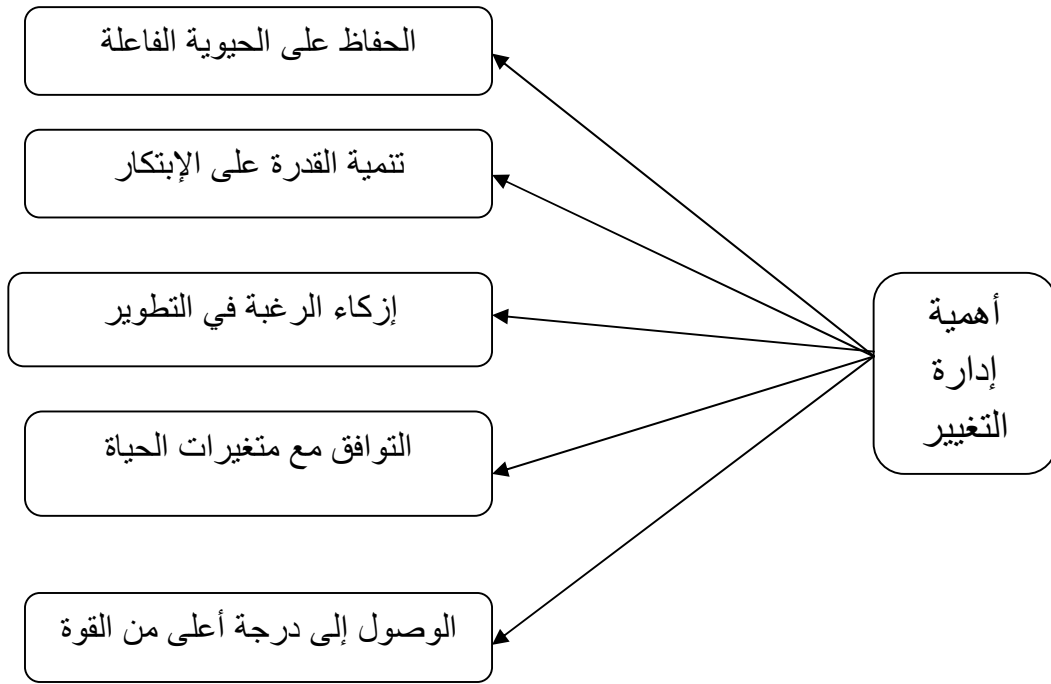 أهمية
إدارة
التغيير
الحفاظ على الحيوية الفاعلة
تنمية القدرة على الإبتكار
إزكاء الرغبة في التطوير
التوافق مع متغيرات الحياة
الوصول إلى درجة أعلى من القوة